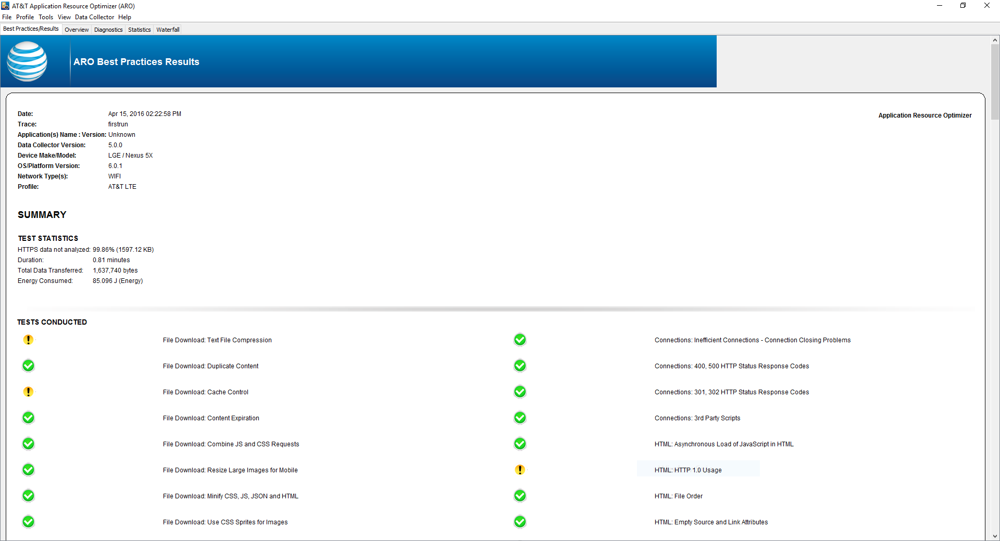 AT&T Application Resource Optimizer (ARO)
File Profile Tools View Data Collector Help
Best Practices/Results Overview Diagnostics Statistics Waterfall
ARO Best Practices Results
Application Resource Optimizer
Date: Apr 15, 2016 02:22:58 PM
Trace: firstrun
Application(s) Name : Version: Unknown
Data Collector Version: 5.0.0
Device Make/Model: LGE / Nexus 5X
OS/Platform Version: 6.0.1
Network Type(s): WIFI
Profile: AT&T LTE
SUMMARY
TEST STATISTICS
HTTPS data not analyzed: 99.86% (1597.12 KB)
Duration: 0.81 minutes
Total Data Transferred: 1,637,740 bytes
Energy Consumed: 85.096 J (Energy)
TESTS CONDUCTED
File Download: Text File Compression
File Download: Duplicate Content
File Download: Cache Control
File Download: Content Expiration
File Download: Combine JS and CSS Requests
File Download: Resize Large Images for Mobile
File Download: Minify CSS, JS, JSON and HTML
File Download: Use CSS Sprites for Images
Connections: Inefficient Connections - Connection Closing Problems
Connections: 400, 500 HTTP Status Response Codes
Connections: 301, 302 HTTP Status Response Codes
Connections: 3rd Party Scripts
HTML: Asynchronous Load of JavaScript in HTML
HTML: HTTP 1.0 Usage
HTML: File Order
HTML: Empty Source and Link Attributes